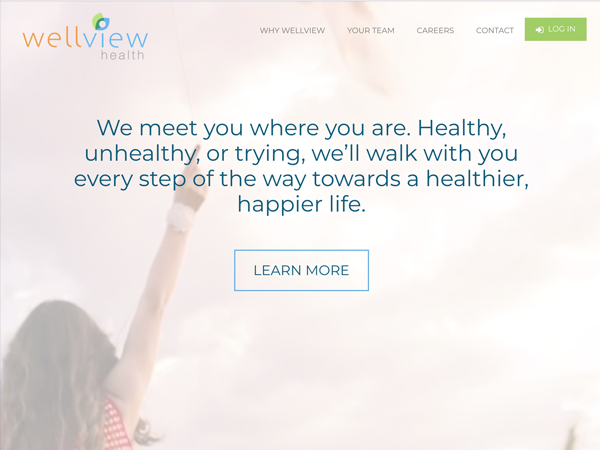 wellview
health
WHY WELLVIEW
YOUR TEAM
CAREERS
CONTACT
LOG IN
We meet you where you are. Healthy,
unhealthy, or trying, we’ll walk with you
every step of the way towards a healthier,
happier life.
LEARN MORE